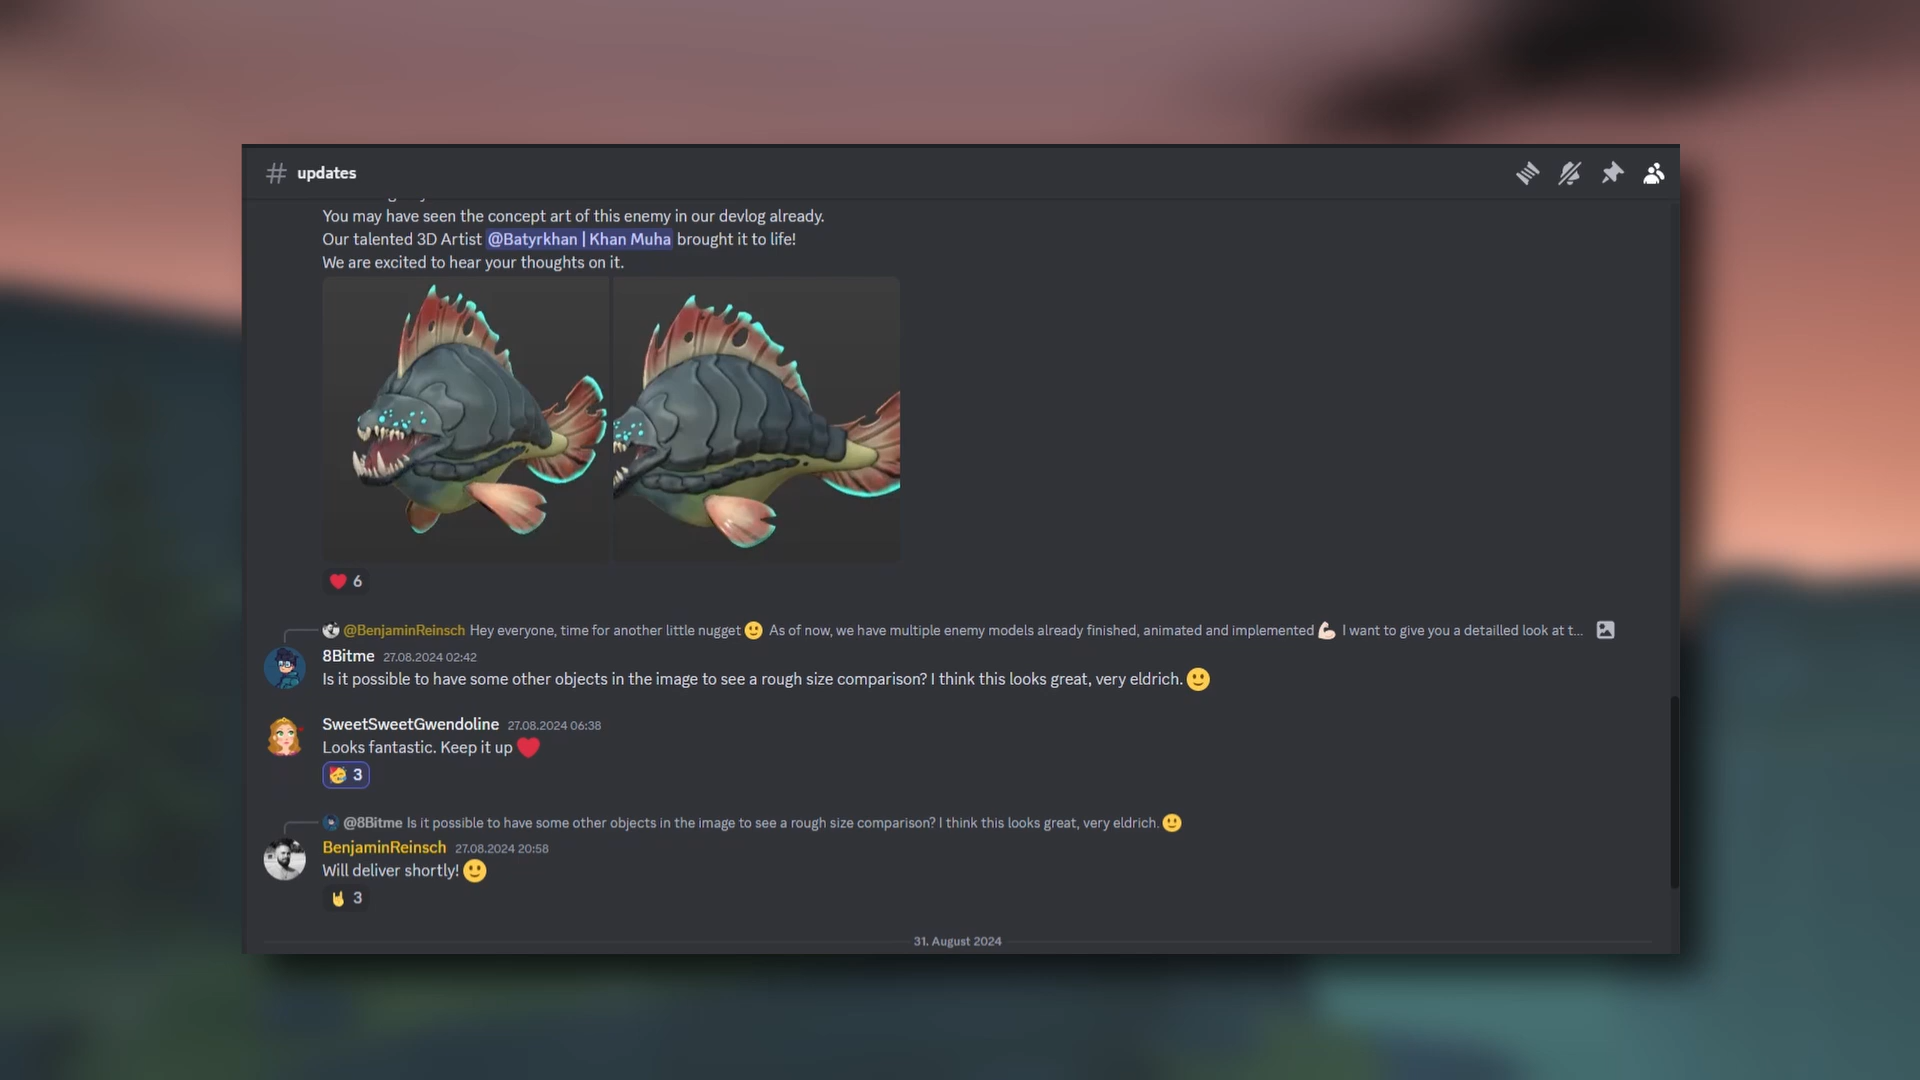 # updates
You may have seen the concept art of this enemy in our devlog already.
Our talented 3D Artist @Batyrkhan | Khan Muha brought it to life!
We are excited to hear your thoughts on it.
❤️ 6
@BenjaminReinsch Hey everyone, time for another little nugget 🙂 As of now, we have multiple enemy models already finished, animated and implemented 💪🏻 I want to give you a detailled look at t...
8Bitme 27.08.2024 02:42
Is it possible to have some other objects in the image to see a rough size comparison? I think this looks great, very eldrich. 🙂
SweetSweetGwendoline 27.08.2024 06:38
Looks fantastic. Keep it up ❤️
🥳 3
@8Bitme Is it possible to have some other objects in the image to see a rough size comparison? I think this looks great, very eldrich. 🙂
BenjaminReinsch 27.08.2024 20:58
Will deliver shortly! 🙂
🤘 3
31. August 2024